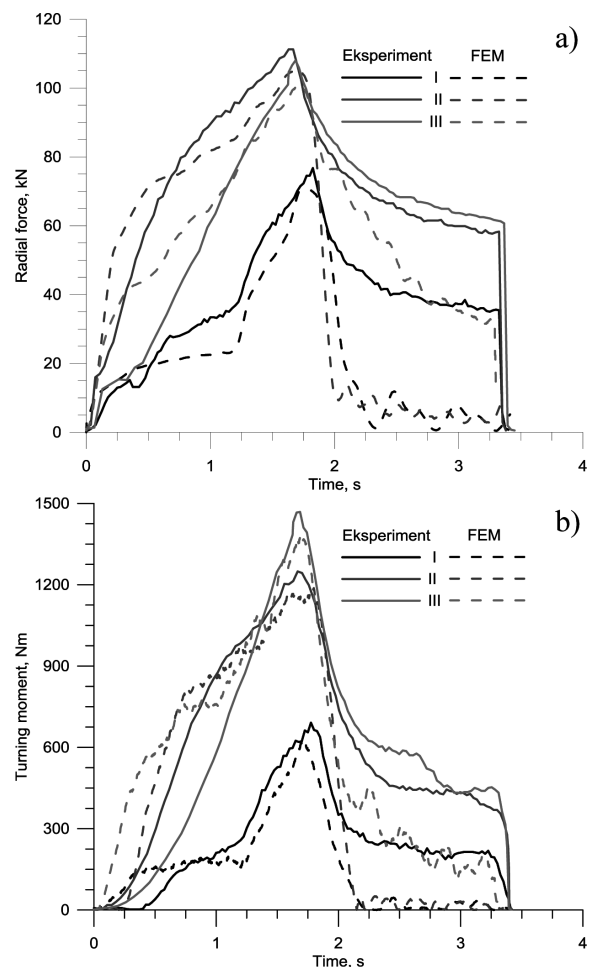 a)
120
Eksperiment FEM
I
100
II
III
80
Radial force, kN
60
40
20
0
0 1 2 3 4
Time, s
b)
1500
Eksperiment FEM
I
1200
II
III
900
Turning moment, Nm
600
300
0
0 1 2 3 4
Time, s